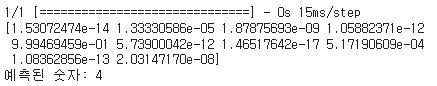 1/1 [==============================] - 0s 15ms/step
[1.53072474e-14 1.33330586e-05 1.87875693e-09 1.05882371e-12
 9.99469459e-01 5.73900042e-12 1.46517642e-17 5.17190609e-04
 1.08362856e-13 2.03147170e-08]
예측된 숫자: 4